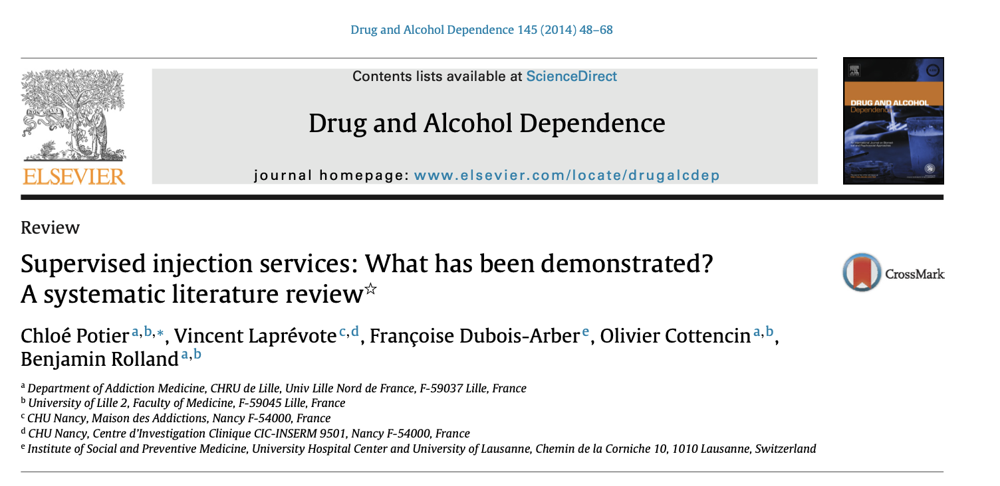 Drug and Alcohol Dependence 145 (2014) 48–68
Contents lists available at ScienceDirect
Drug and Alcohol Dependence
journal homepage: www.elsevier.com/locate/drugalcdep
NON SOLUS
ELSEVIER
DRUG AND ALCOHOL
Dependence
Review
Supervised injection services: What has been demonstrated?
A systematic literature review☆
CrossMark
Chloé Potier a,b,∗, Vincent Laprévote c,d, Françoise Dubois-Arber e, Olivier Cottencin a,b,
Benjamin Rolland a,b
a Department of Addiction Medicine, CHRU de Lille, Univ Lille Nord de France, F-59037 Lille, France
b University of Lille 2, Faculty of Medicine, F-59045 Lille, France
c CHU Nancy, Maison des Addictions, Nancy F-54000, France
d CHU Nancy, Centre d’Investigation Clinique CIC-INSERM 9501, Nancy F-54000, France
e Institute of Social and Preventive Medicine, University Hospital Center and University of Lausanne, Chemin de la Corniche 10, 1010 Lausanne, Switzerland